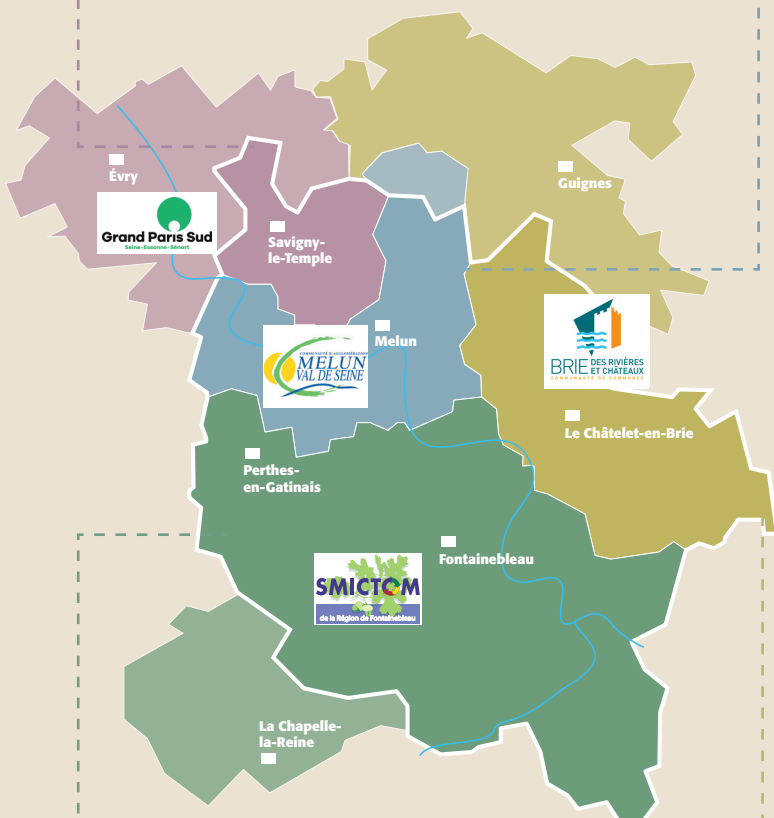 Évry
Guignes
Grand Paris Sud
Seine-Essonne-Sénart
Savigny-
le-Temple
Melun
COMMUNAUTÉ D'AGGLOMÉRATION
MELUN
VAL DE SEINE
BRIE DES RIVIÈRES
ET CHÂTEAUX
COMMUNAUTÉ DE COMMUNES
Le Châtelet-en-Brie
Perthes-
en-Gatinais
Fontainebleau
SMICTOM
de la Région de Fontainebleau
La Chapelle-
la-Reine